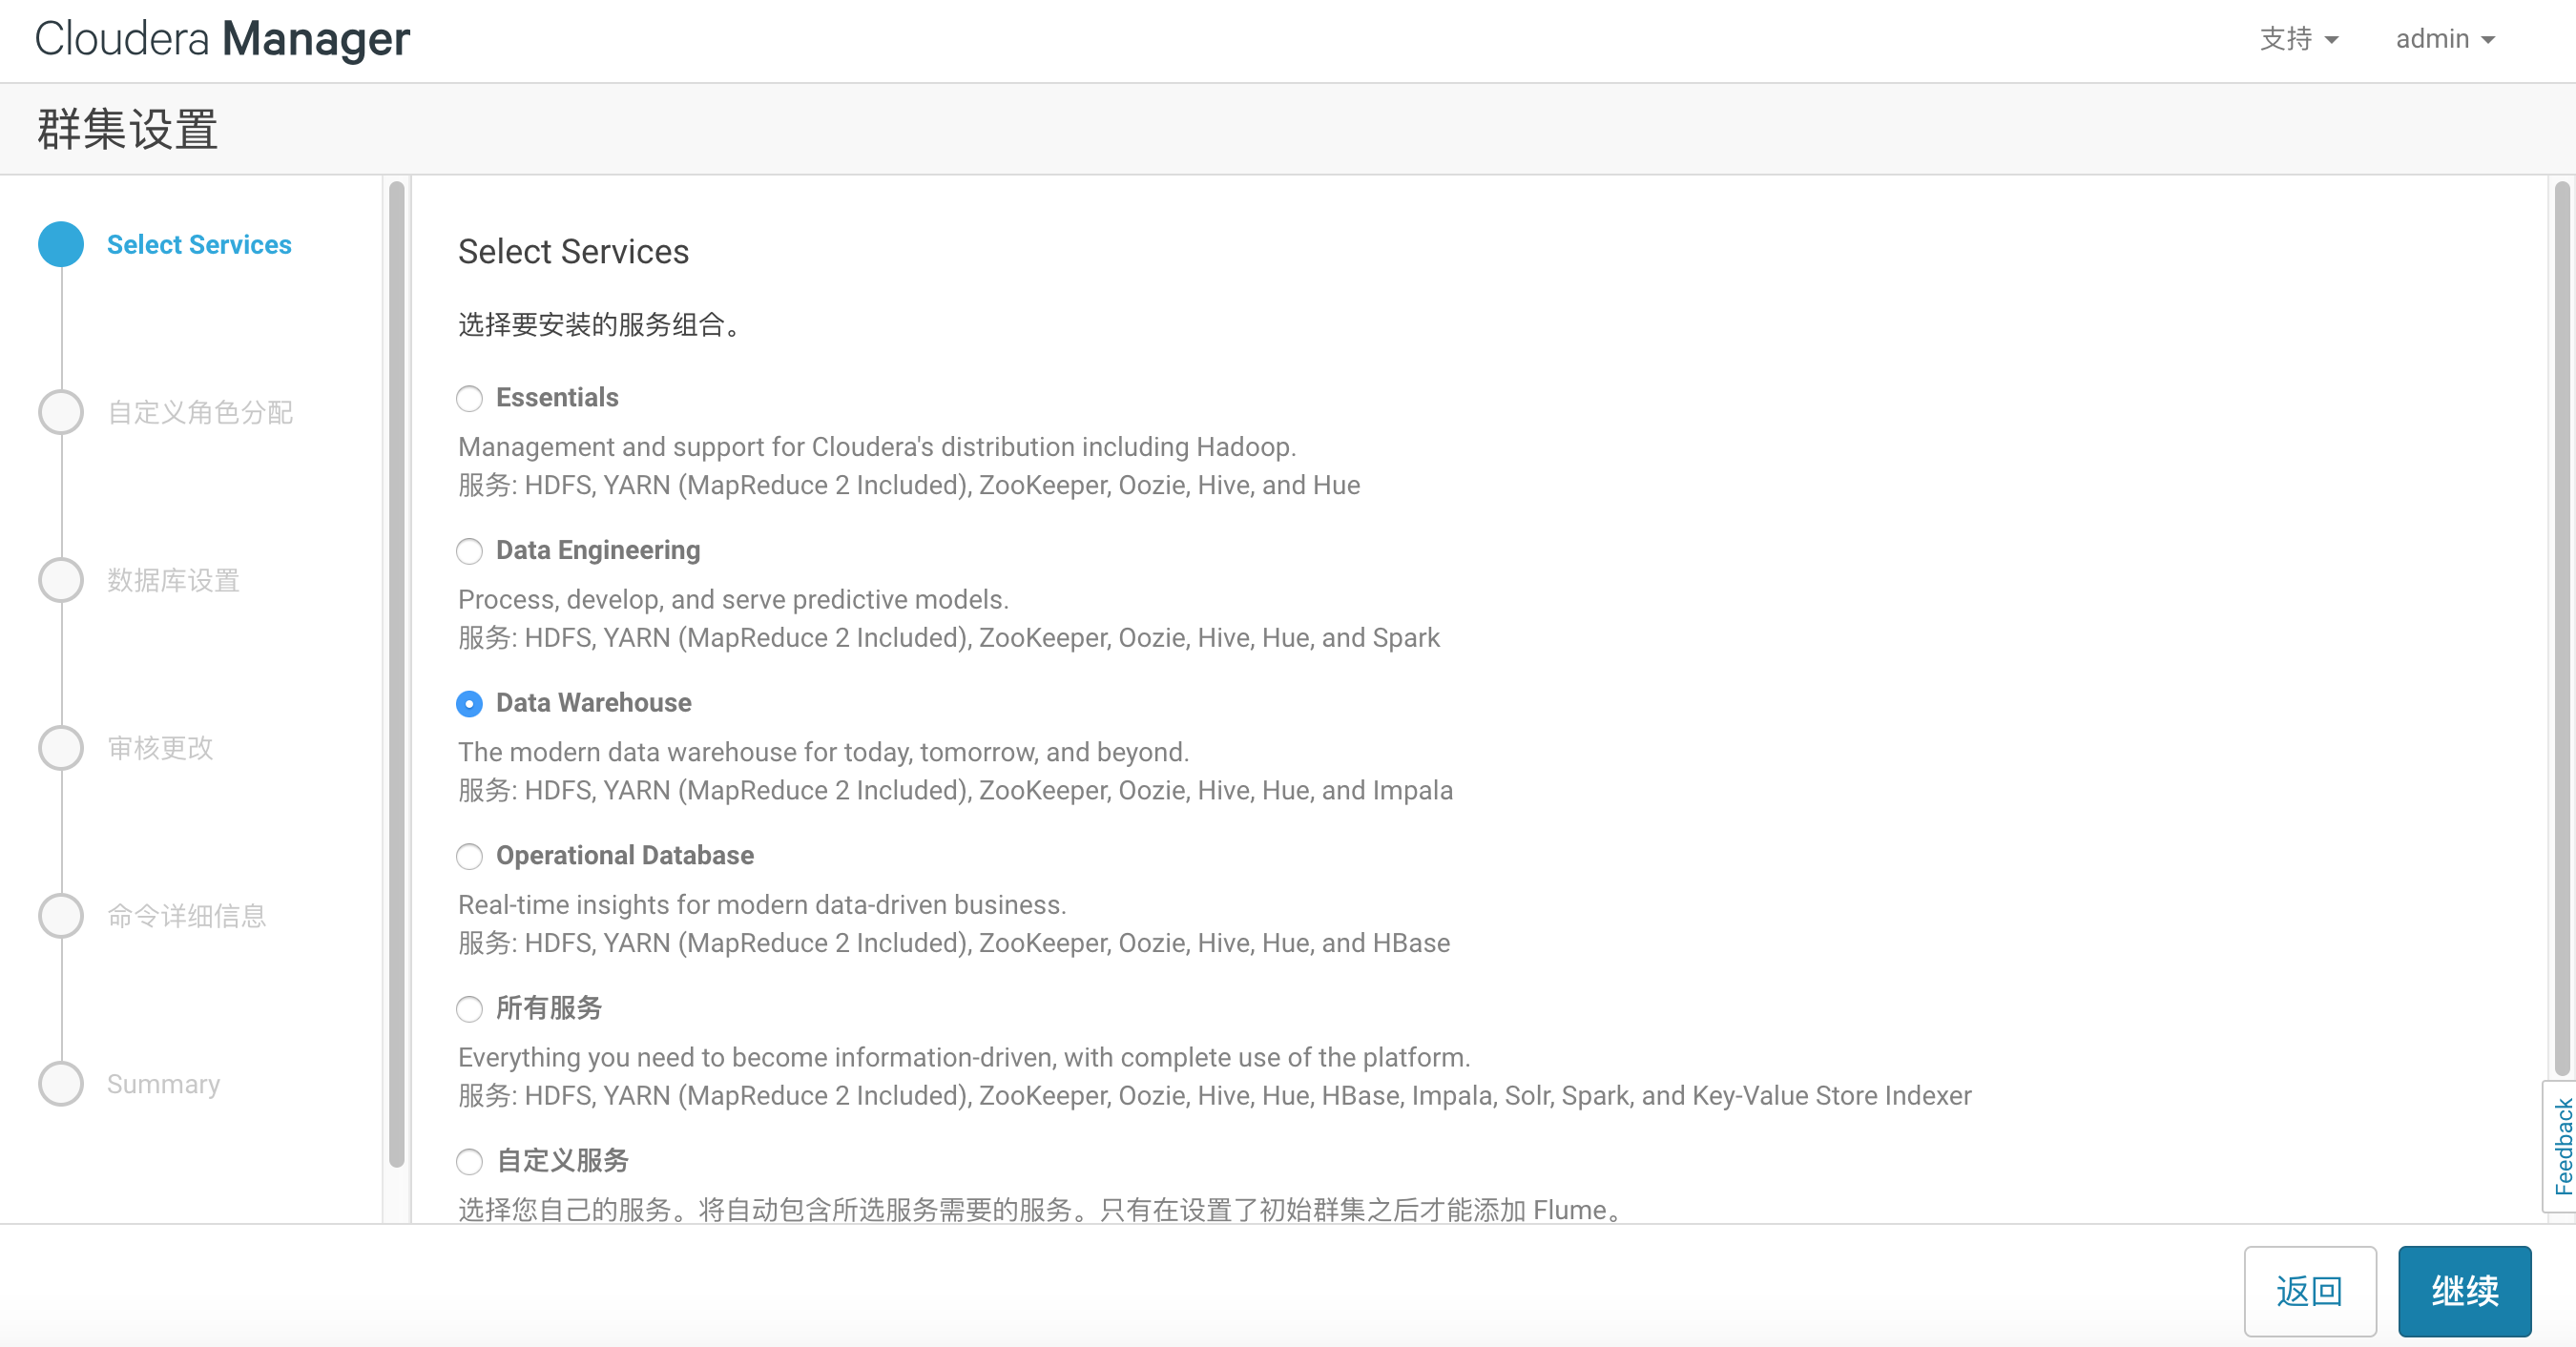 Cloudera Manager
支持
admin
群集设置
Select Services
自定义角色分配
数据库设置
审核更改
命令详细信息
Summary
Select Services
选择要安装的服务组合。
Essentials
Management and support for Cloudera's distribution including Hadoop.
服务: HDFS, YARN (MapReduce 2 Included), ZooKeeper, Oozie, Hive, and Hue
Data Engineering
Process, develop, and serve predictive models.
服务: HDFS, YARN (MapReduce 2 Included), ZooKeeper, Oozie, Hive, Hue, and Spark
Data Warehouse
The modern data warehouse for today, tomorrow, and beyond.
服务: HDFS, YARN (MapReduce 2 Included), ZooKeeper, Oozie, Hive, Hue, and Impala
Operational Database
Real-time insights for modern data-driven business.
服务: HDFS, YARN (MapReduce 2 Included), ZooKeeper, Oozie, Hive, Hue, and HBase
所有服务
Everything you need to become information-driven, with complete use of the platform.
服务: HDFS, YARN (MapReduce 2 Included), ZooKeeper, Oozie, Hive, Hue, HBase, Impala, Solr, Spark, and Key-Value Store Indexer
自定义服务
选择您自己的服务。将自动包含所选服务需要的服务。只有在设置了初始群集之后才能添加 Flume。
Feedback
返回
继续